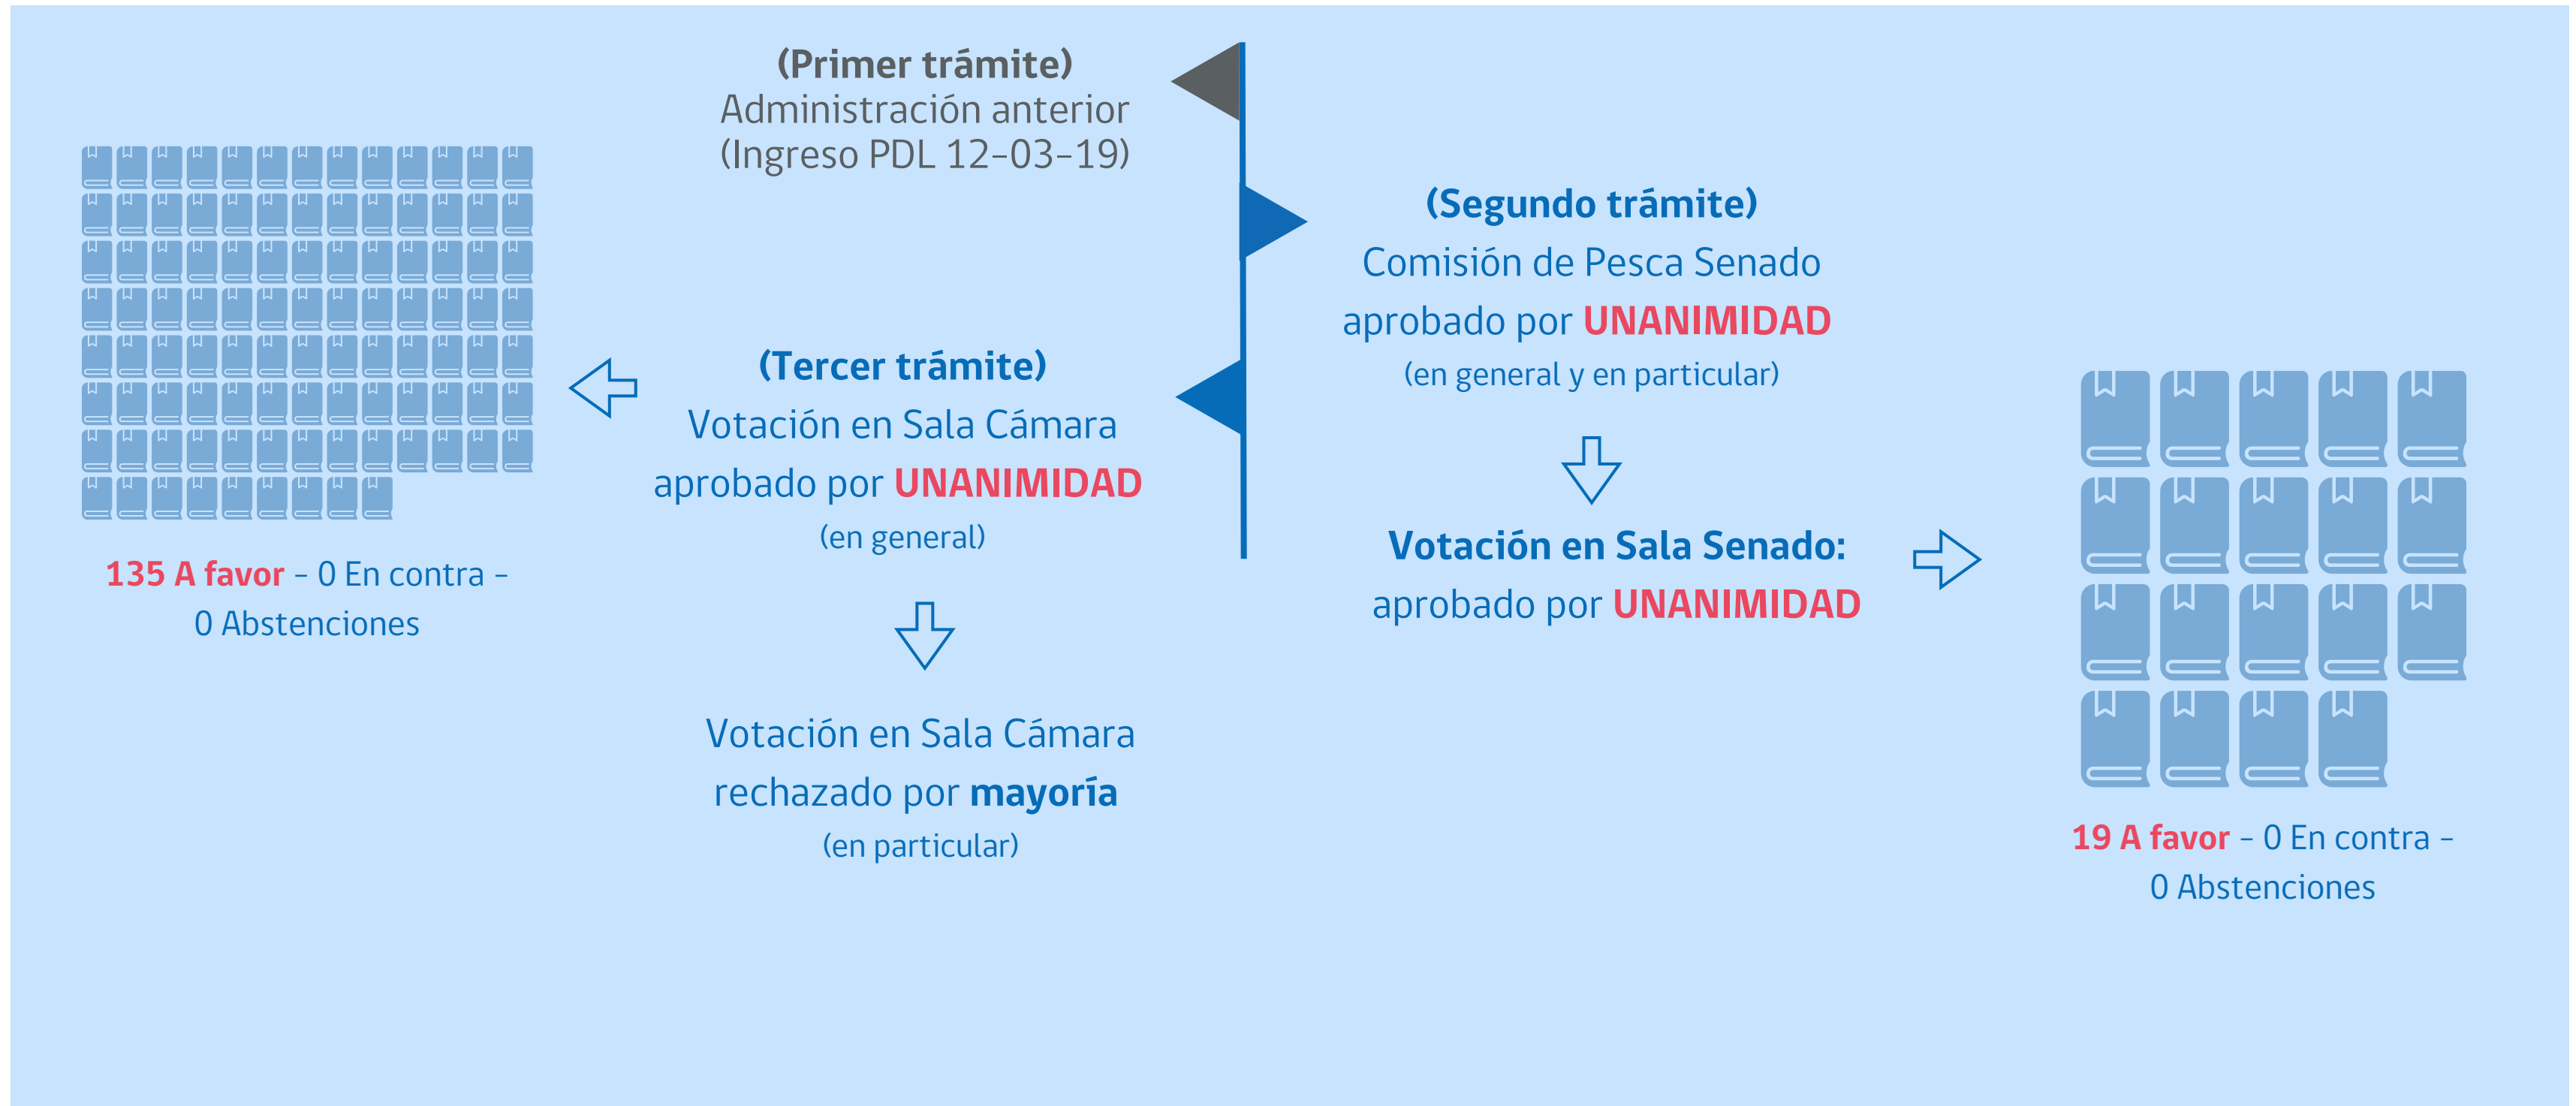 (Primer trámite)
Administración anterior
(Ingreso PDL 12-03-19)
(Segundo trámite)
Comisión de Pesca Senado
aprobado por UNANIMIDAD
(en general y en particular)
Votación en Sala Senado:
aprobado por UNANIMIDAD
19 A favor - 0 En contra -
0 Abstenciones
(Tercer trámite)
Votación en Sala Cámara
aprobado por UNANIMIDAD
(en general)
135 A favor - 0 En contra -
0 Abstenciones
Votación en Sala Cámara
rechazado por mayoría
(en particular)